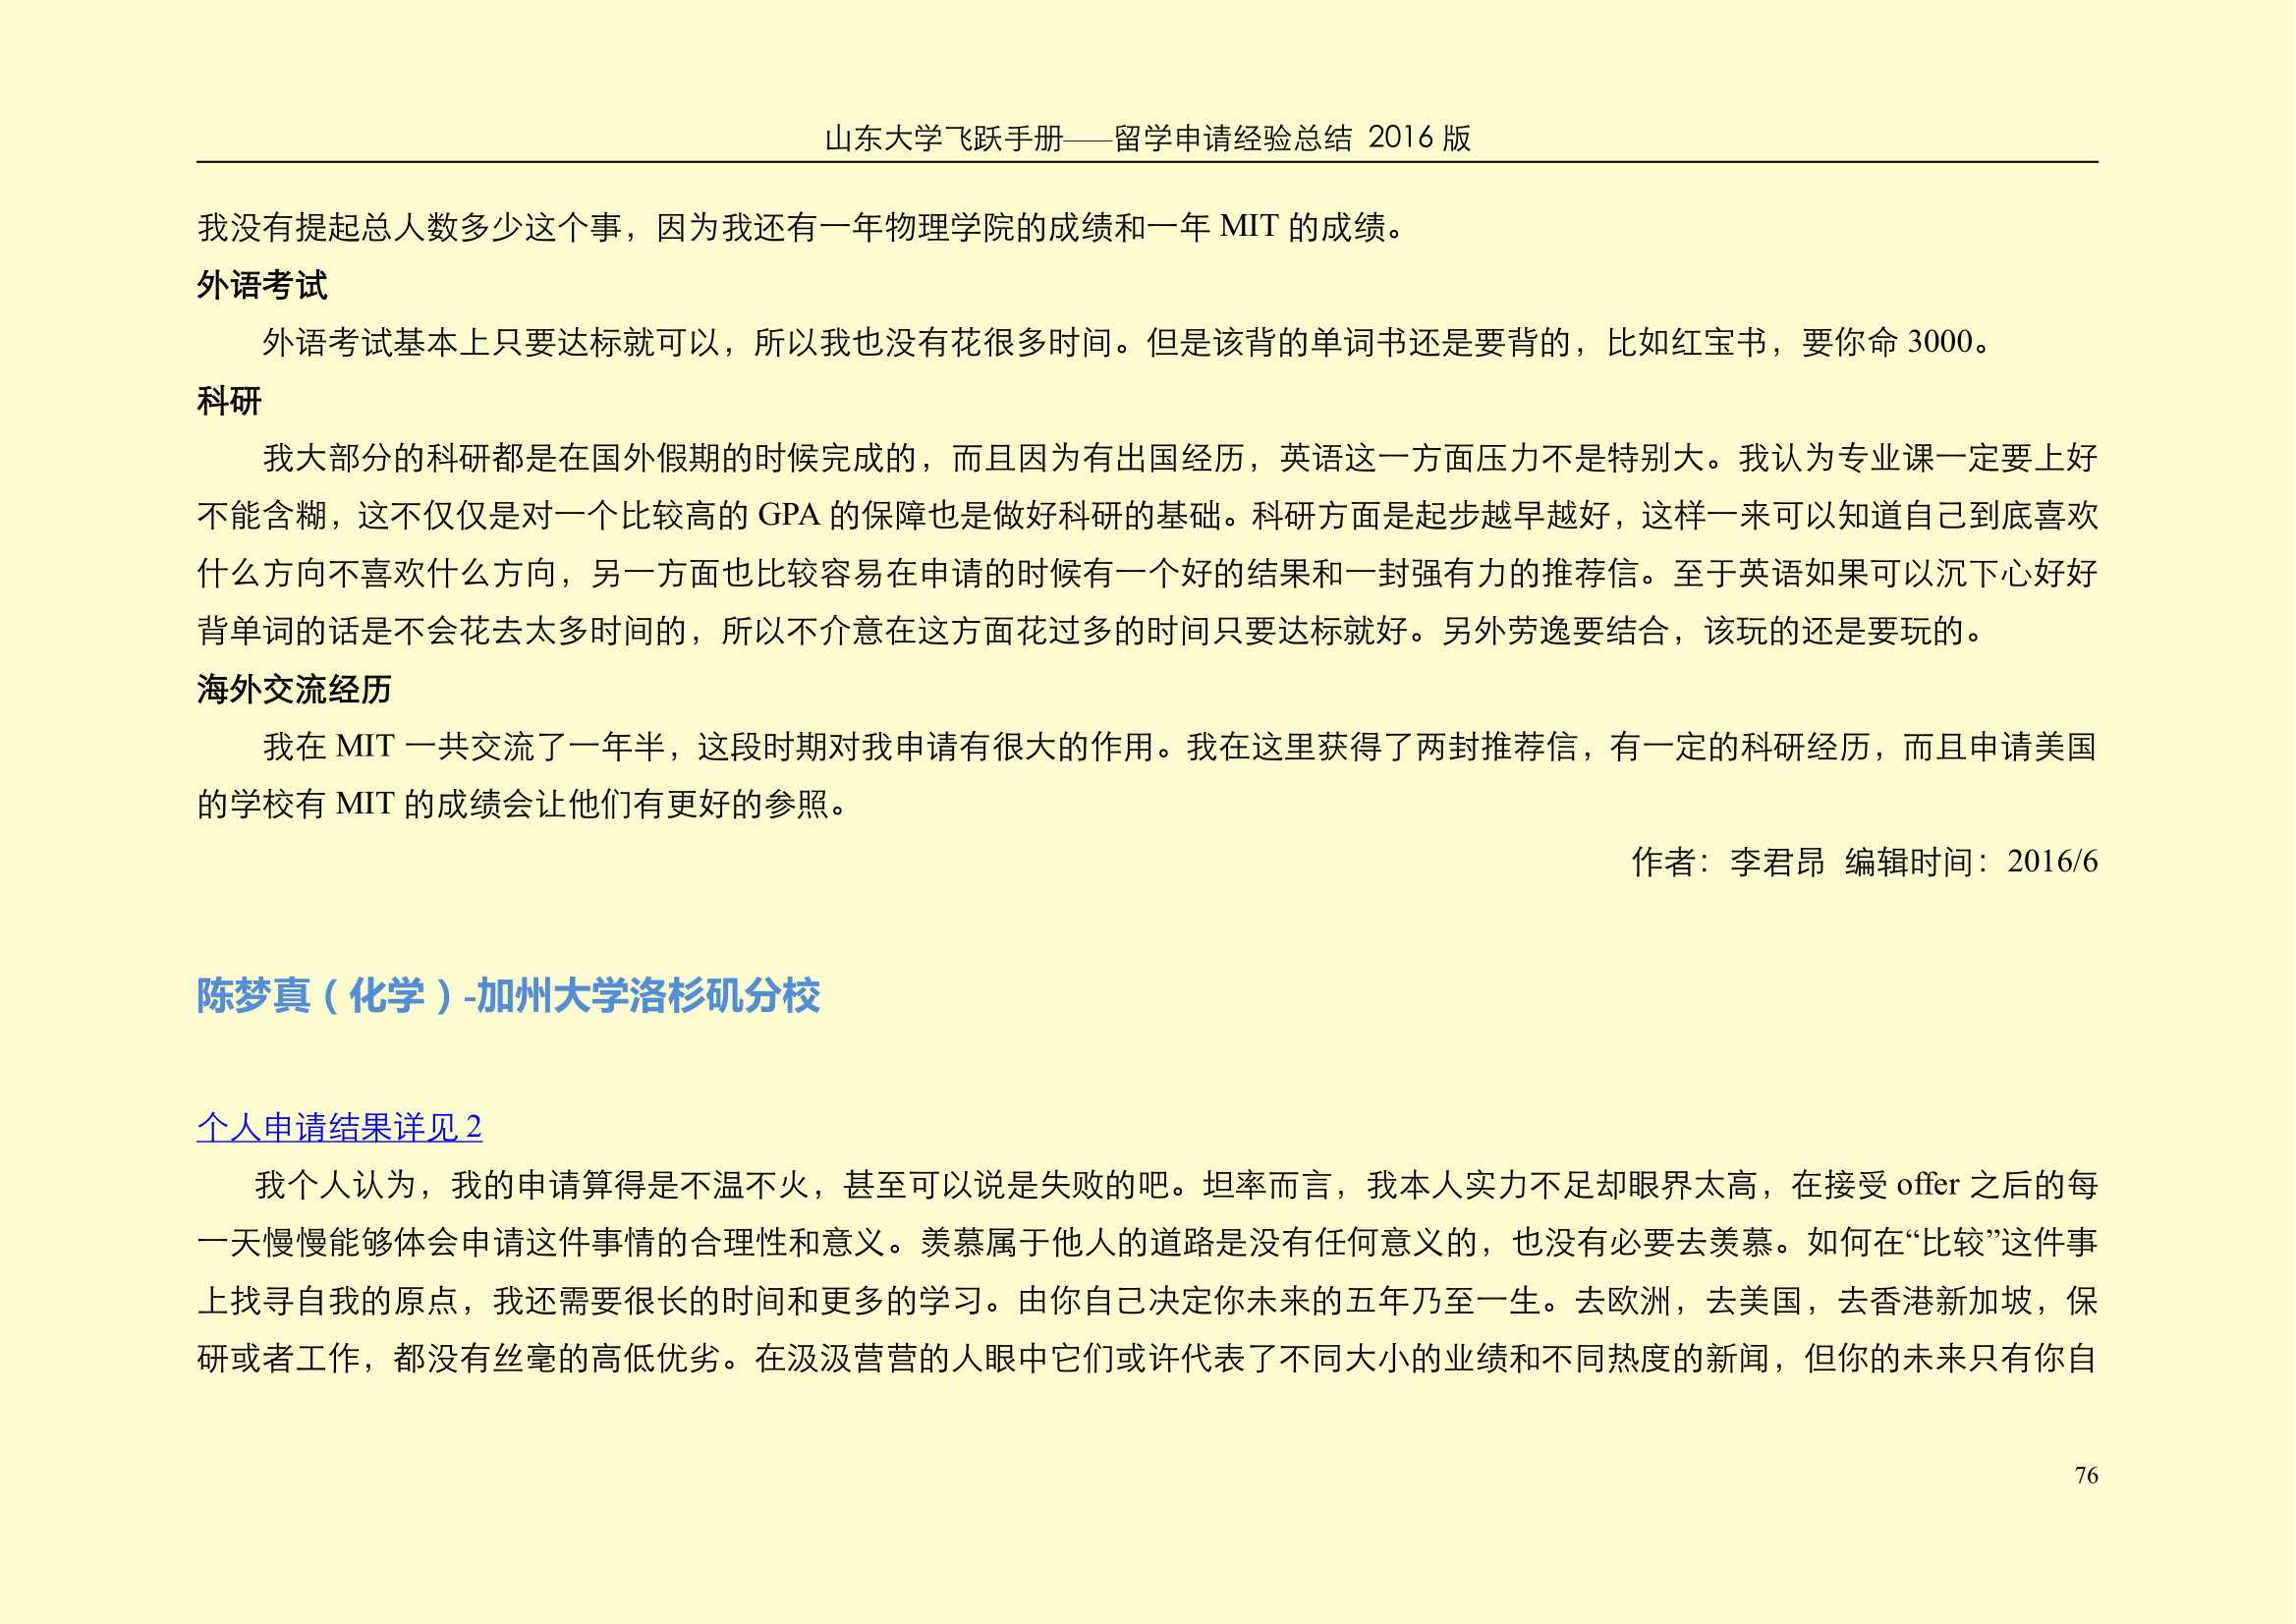 山东大学飞跃手册——留学申请经验总结 2016 版
我没有提起总人数多少这个事，因为我还有一年物理学院的成绩和一年 MIT 的成绩。
外语考试
外语考试基本上只要达标就可以，所以我也没有花很多时间。但是该背的单词书还是要背的，比如红宝书，要你命 3000。
科研
我大部分的科研都是在国外假期的时候完成的，而且因为有出国经历，英语这一方面压力不是特别大。我认为专业课一定要上好
不能含糊，这不仅仅是对一个比较高的 GPA 的保障也是做好科研的基础。科研方面是起步越早越好，这样一来可以知道自己到底喜欢
什么方向不喜欢什么方向，另一方面也比较容易在申请的时候有一个好的结果和一封强有力的推荐信。至于英语如果可以沉下心好好
背单词的话是不会花去太多时间的，所以不介意在这方面花过多的时间只要达标就好。另外劳逸要结合，该玩的还是要玩的。
海外交流经历
我在 MIT 一共交流了一年半，这段时期对我申请有很大的作用。我在这里获得了两封推荐信，有一定的科研经历，而且申请美国
的学校有 MIT 的成绩会让他们有更好的参照。
作者：李君昂 编辑时间：2016/6
陈梦真（化学）-加州大学洛杉矶分校
个人申请结果详见 2
我个人认为，我的申请算得是不温不火，甚至可以说是失败的吧。坦率而言，我本人实力不足却眼界太高，在接受 offer 之后的每
一天慢慢能够体会申请这件事情的合理性和意义。羡慕属于他人的道路是没有任何意义的，也没有必要去羡慕。如何在“比较”这件事
上找寻自我的原点，我还需要很长的时间和更多的学习。由你自己决定你未来的五年乃至一生。去欧洲，去美国，去香港新加坡，保
研或者工作，都没有丝毫的高低优劣。在汲汲营营的人眼中它们或许代表了不同大小的业绩和不同热度的新闻，但你的未来只有你自
76